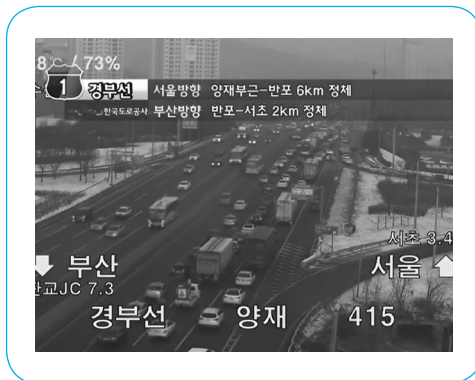 8℃ / 73%
1 경부선 서울방향 양재부근-반포 6km 정체
한국도로공사 부산방향 반포-서초 2km 정체
서초 3.4
부산 서울
판교JC 7.3
경부선 양재 415